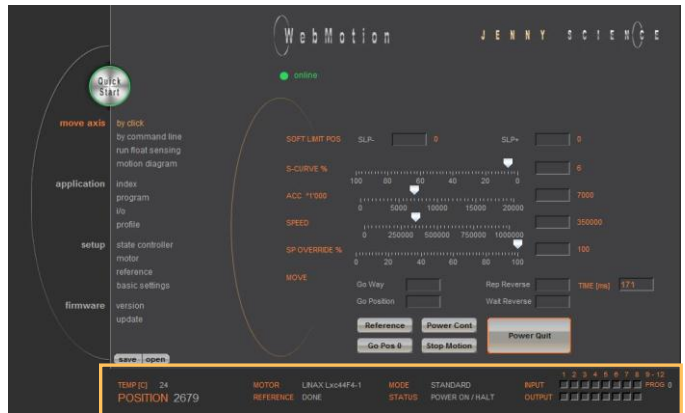 WebMotion
JENNY SCIENCE
online
Quick
Start
move axis by click
by command line
run float sensing
motion diagram
application index
program
i/o
profile
setup state controller
motor
reference
basic settings
firmware version
update
save open
SOFT LIMIT POS SLP- 0 SLP+ 0
S-CURVE % 6
100 80 60 40 20 0
ACC *1'000 7000
0 5000 10000 15000 20000
SPEED 350000
0 250000 500000 750000 1000000
SP OVERRIDE % 100
0 20 40 60 80 100
MOVE Go Way Rep Reverse TIME [ms] 171
Go Position Wait Reverse
Reference Power Cont Power Quit
Go Pos 0 Stop Motion
1 2 3 4 5 6 7 8 9-12
TEMP [C] 24 MOTOR LINAX Lxc44F4-1 MODE STANDARD INPUT PROG 0
POSITION 2679 REFERENCE DONE STATUS POWER ON / HALT OUTPUT